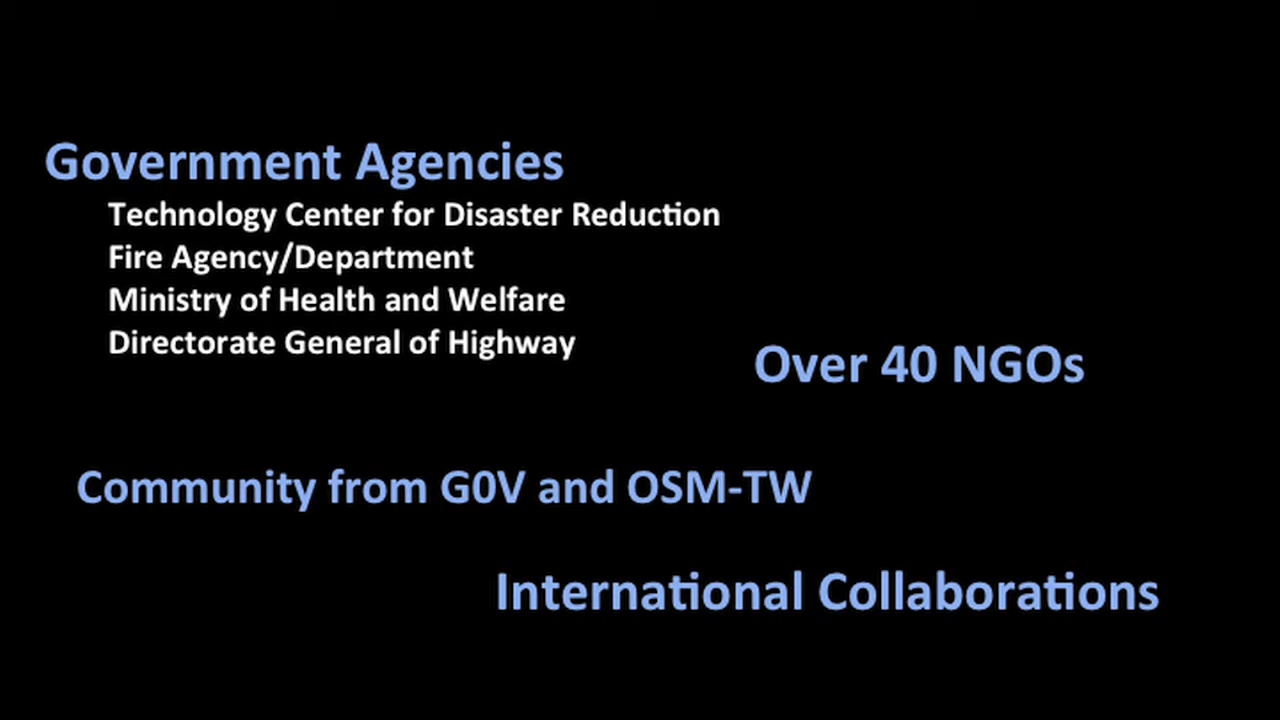 Government Agencies
Technology Center for Disaster Reduction
Fire Agency/Department
Ministry of Health and Welfare
Directorate General of Highway
Over 40 NGOs
Community from G0V and OSM-TW
International Collaborations